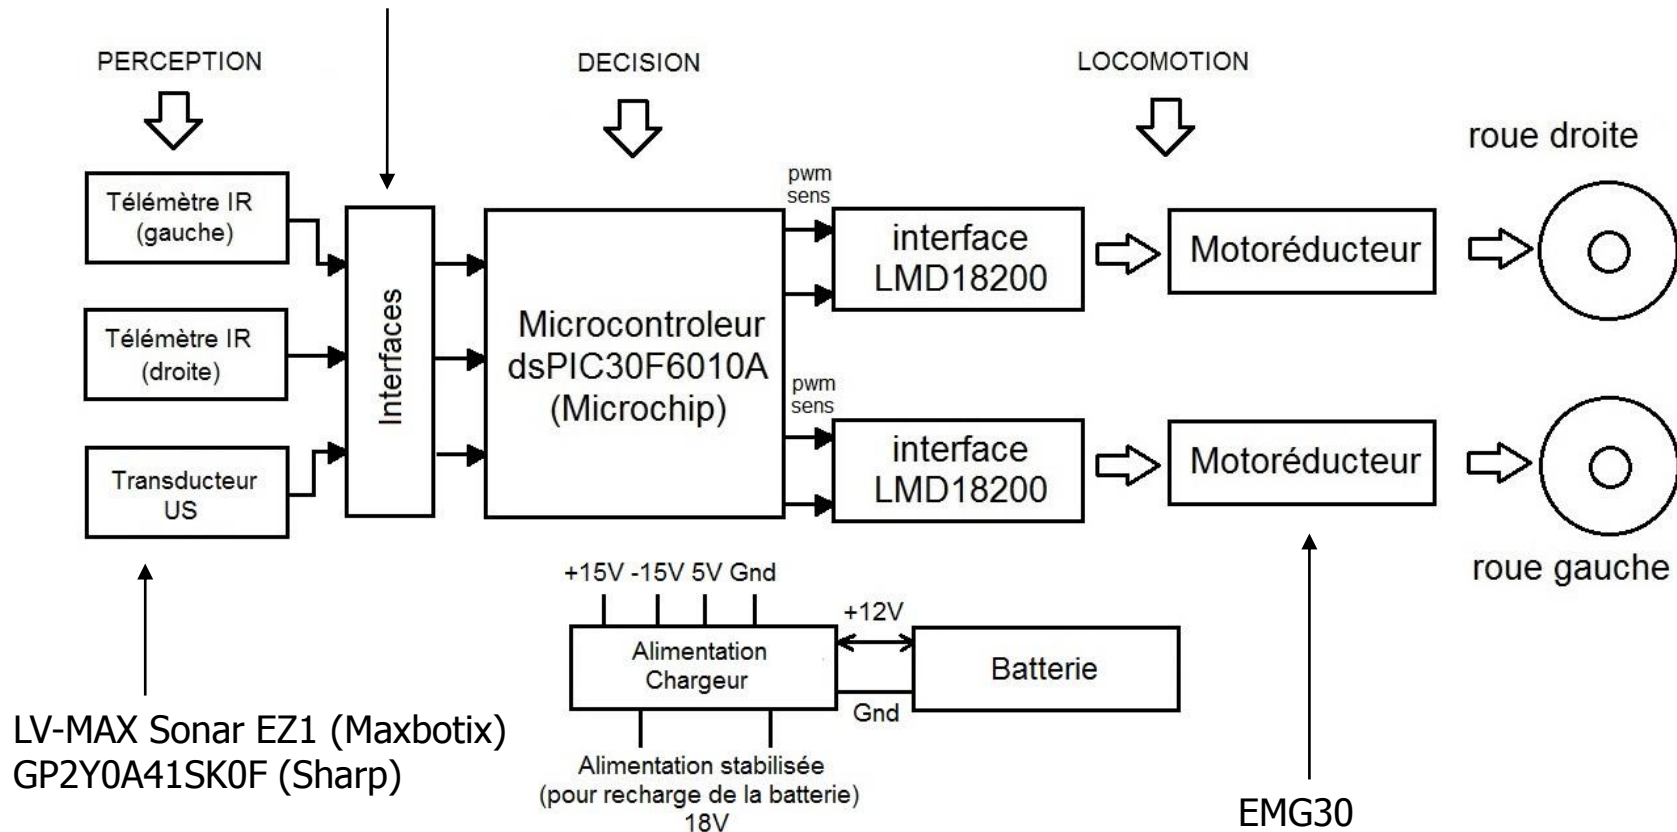 PERCEPTION
DECISION
LOCOMOTION
roue droite
Télémètre IR
(gauche)
Télémètre IR
(droite)
Transducteur
US
Interfaces
Microcontroleur
dsPIC30F6010A
(Microchip)
pwm
sens
interface
LMD18200
Motoréducteur
pwm
sens
interface
LMD18200
Motoréducteur
roue gauche
+15V -15V 5V Gnd
+12V
Alimentation
Chargeur
Batterie
Gnd
LV-MAX Sonar EZ1 (Maxbotix)
GP2Y0A41SK0F (Sharp)
Alimentation stabilisée
(pour recharge de la batterie)
18V
EMG30